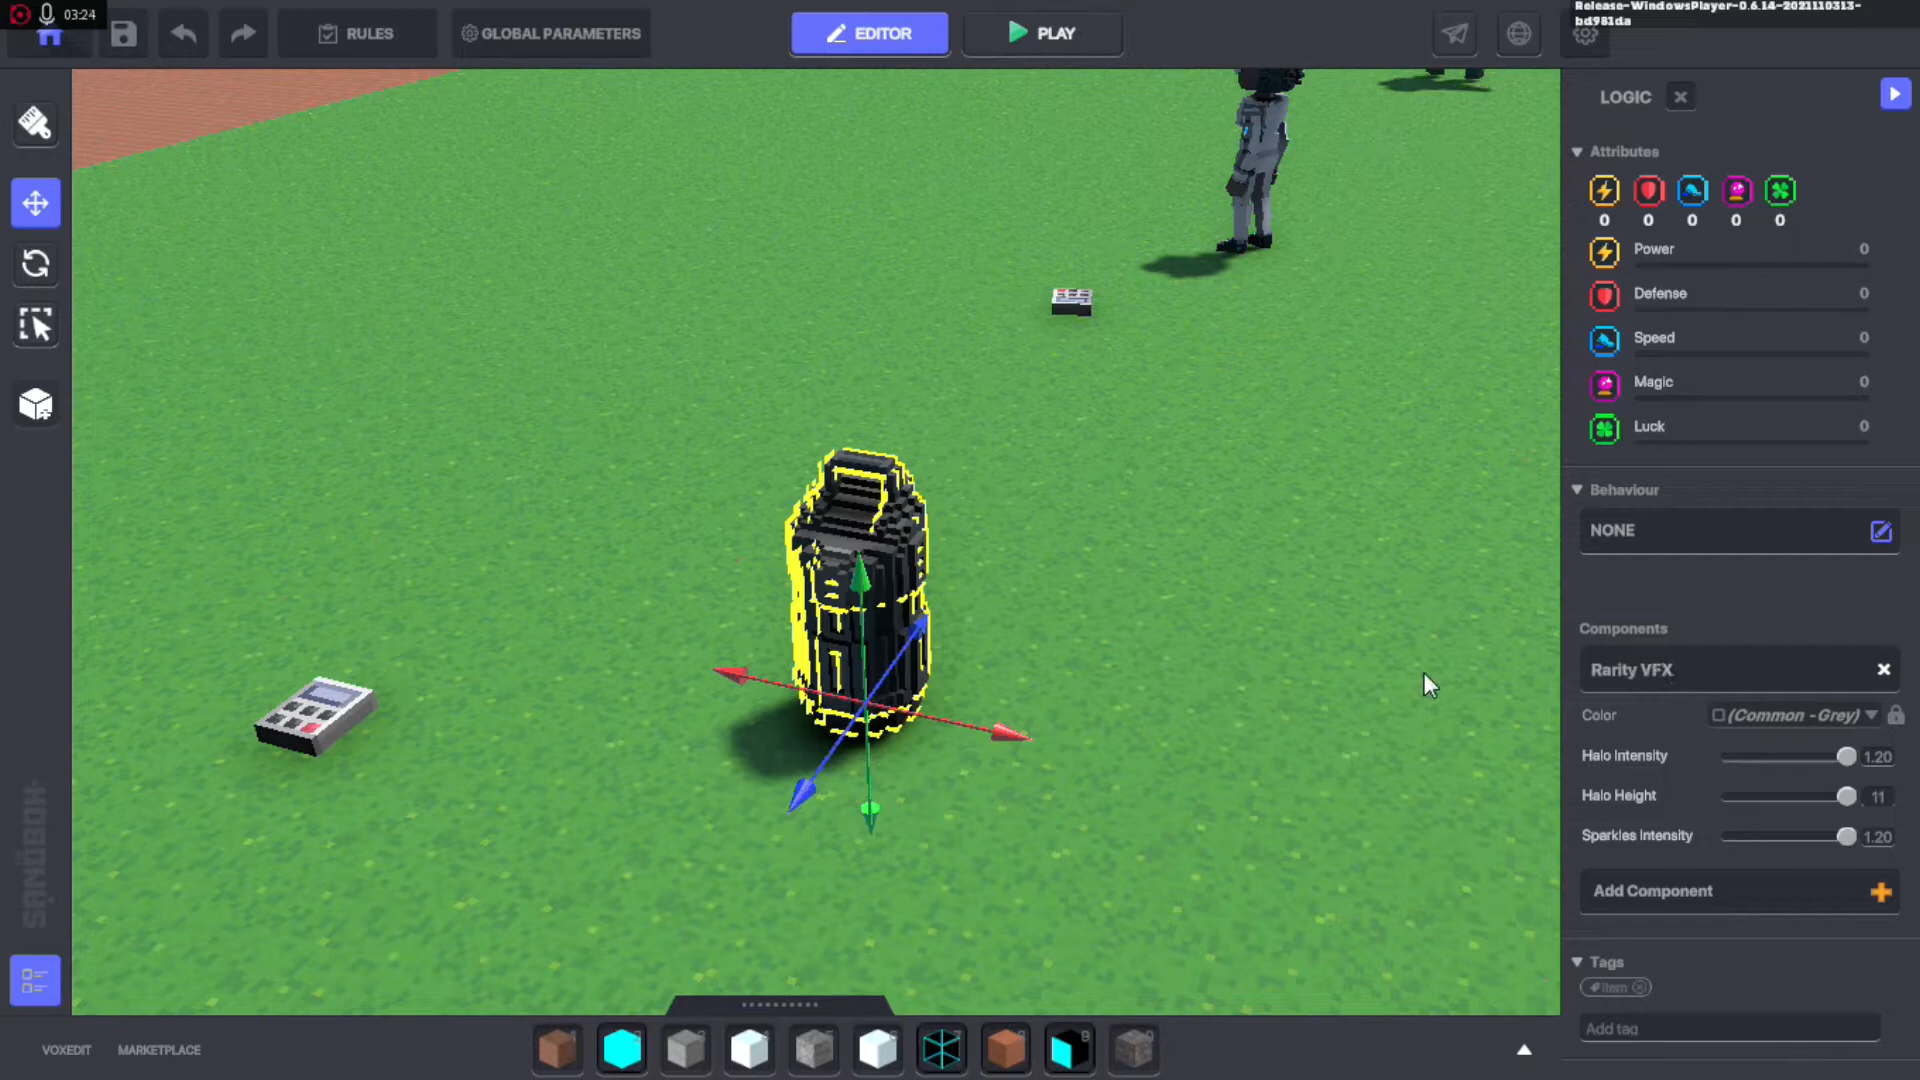 03:24
RULES
GLOBAL PARAMETERS
EDITOR
PLAY
Release-WindowsPlayer-0.6.14-2021110313-
bd981da
LOGIC
Attributes
0 0 0 0 0
Power 0
Defense 0
Speed 0
Magic 0
Luck 0
Behaviour
NONE
Components
Rarity VFX
Color (Common -Grey)
Halo Intensity 1.20
Halo Height 11
Sparkles Intensity 1.20
Add Component
Tags
item
Add tag
SANDBOX
VOXEDIT
MARKETPLACE
9